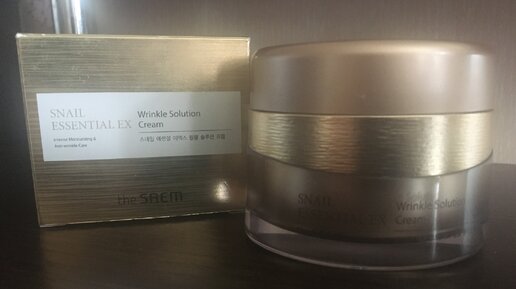 SNAIL
ESSENTIAL EX
Intense Moisturizing &
Anti-wrinkle Care
Wrinkle Solution
Cream
스네일 에센셜 이엑스 링클 솔루션 크림
the SAEM
SNAIL
ESSENTIAL EX
Wrinkle Solution
Cream